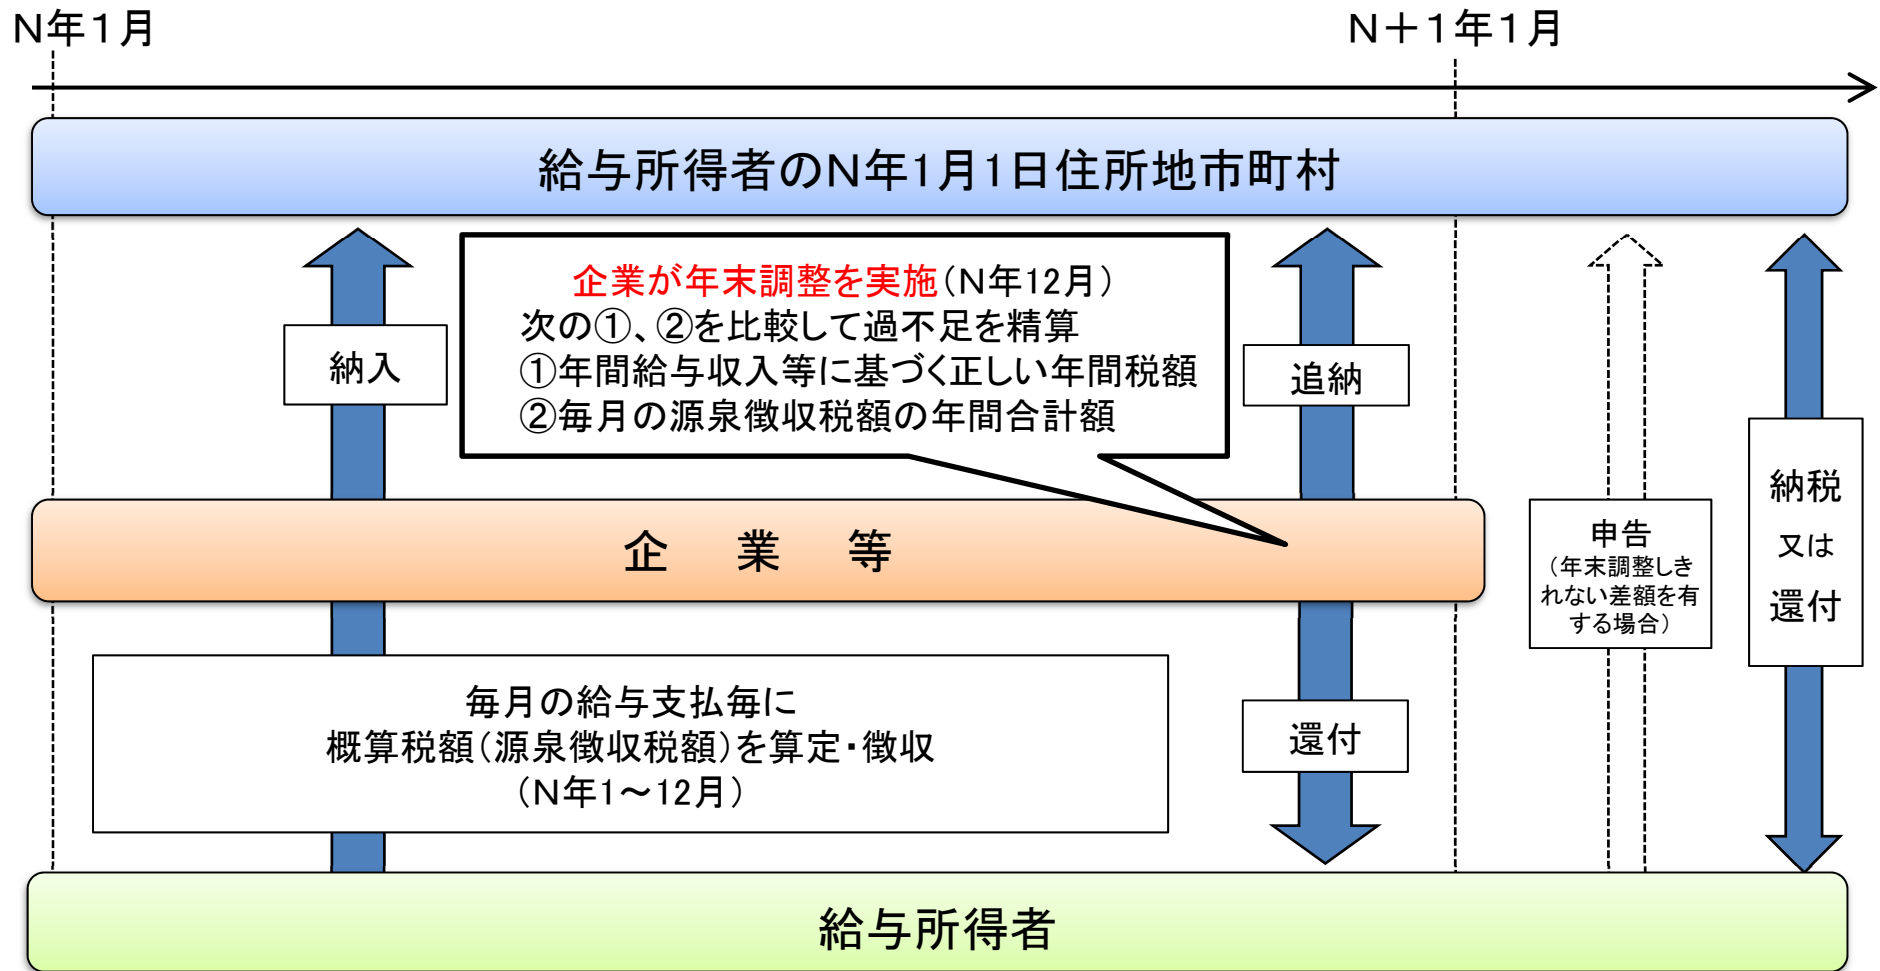 N年1月
N＋1年1月
給与所得者のN年1月1日住所地市町村
企業が年末調整を実施（N年12月）
次の①、②を比較して過不足を精算
①年間給与収入等に基づく正しい年間税額
②毎月の源泉徴収税額の年間合計額
納入
追納
企　業　等
申告
（年末調整しき
れない差額を有
する場合）
納税
又は
還付
毎月の給与支払毎に
概算税額（源泉徴収税額）を算定・徴収
（N年1～12月）
還付
給与所得者